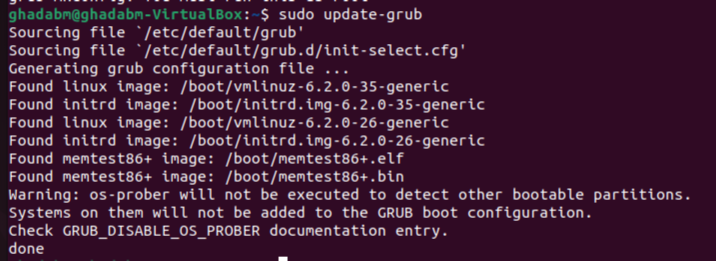 ghadabm@ghadabm-VirtualBox:~$ sudo update-grub
Sourcing file `/etc/default/grub'
Sourcing file `/etc/default/grub.d/init-select.cfg'
Generating grub configuration file ...
Found linux image: /boot/vmlinuz-6.2.0-35-generic
Found initrd image: /boot/initrd.img-6.2.0-35-generic
Found linux image: /boot/vmlinuz-6.2.0-26-generic
Found initrd image: /boot/initrd.img-6.2.0-26-generic
Found memtest86+ image: /boot/memtest86+.elf
Found memtest86+ image: /boot/memtest86+.bin
Warning: os-prober will not be executed to detect other bootable partitions.
Systems on them will not be added to the GRUB boot configuration.
Check GRUB_DISABLE_OS_PROBER documentation entry.
done